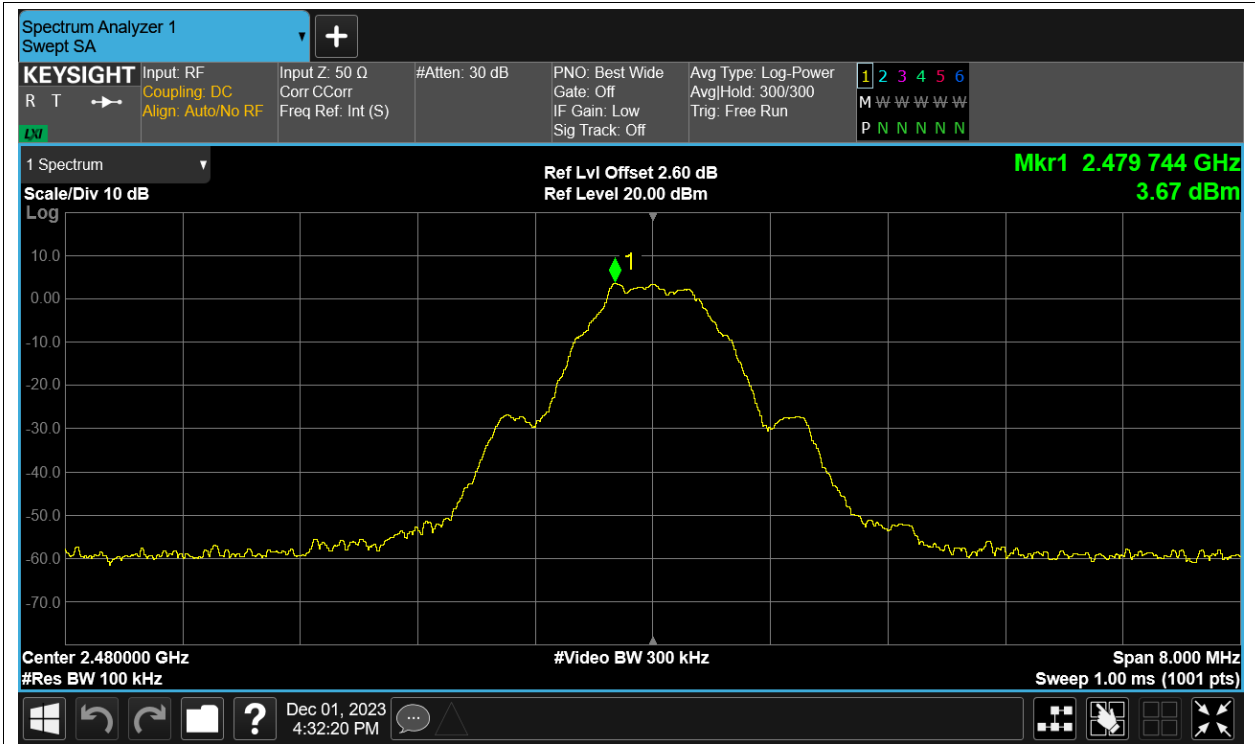 Spectrum Analyzer 1
Swept SA
+
KEYSIGHT
R T
LXI
Input: RF
Coupling: DC
Align: Auto/No RF
Input Z: 50 Ω
Corr CCorr
Freq Ref: Int (S)
#Atten: 30 dB
PNO: Best Wide
Gate: Off
IF Gain: Low
Sig Track: Off
Avg Type: Log-Power
Avg|Hold: 300/300
Trig: Free Run
1 2 3 4 5 6
M W W W W W
P N N N N N
1 Spectrum
Scale/Div 10 dB
Log
Ref Lvl Offset 2.60 dB
Ref Level 20.00 dBm
Mkr1 2.479 744 GHz
3.67 dBm
1
10.0
0.00
-10.0
-20.0
-30.0
-40.0
-50.0
-60.0
-70.0
Center 2.480000 GHz
#Res BW 100 kHz
#Video BW 300 kHz
Span 8.000 MHz
Sweep 1.00 ms (1001 pts)
?
Dec 01, 2023
4:32:20 PM